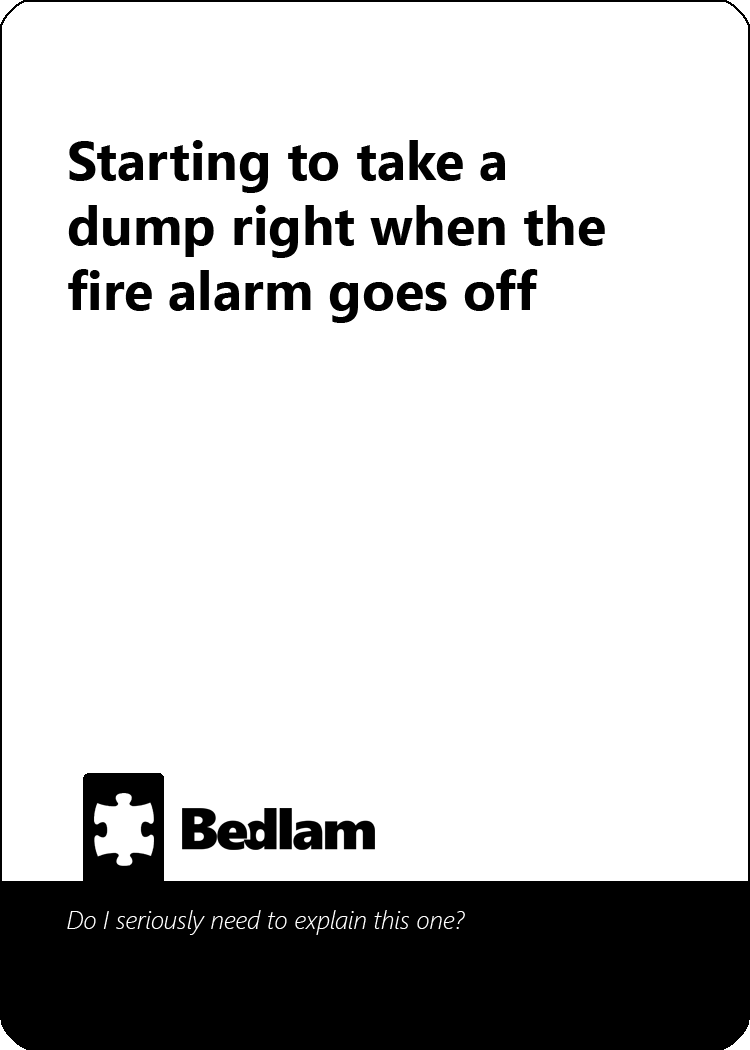 Starting to take a
dump right when the
fire alarm goes off
Bedlam
Do I seriously need to explain this one?